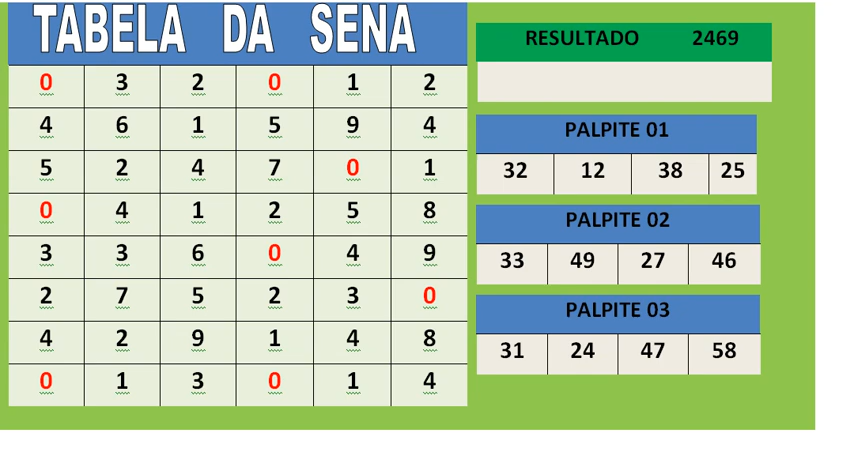 TABELA DA SENA
0 3 2 0 1 2
4 6 1 5 9 4
5 2 4 7 0 1
0 4 1 2 5 8
3 3 6 0 4 9
2 7 5 2 3 0
4 2 9 1 4 8
0 1 3 0 1 4
RESULTADO 2469
PALPITE 01
32 12 38 25
PALPITE 02
33 49 27 46
PALPITE 03
31 24 47 58